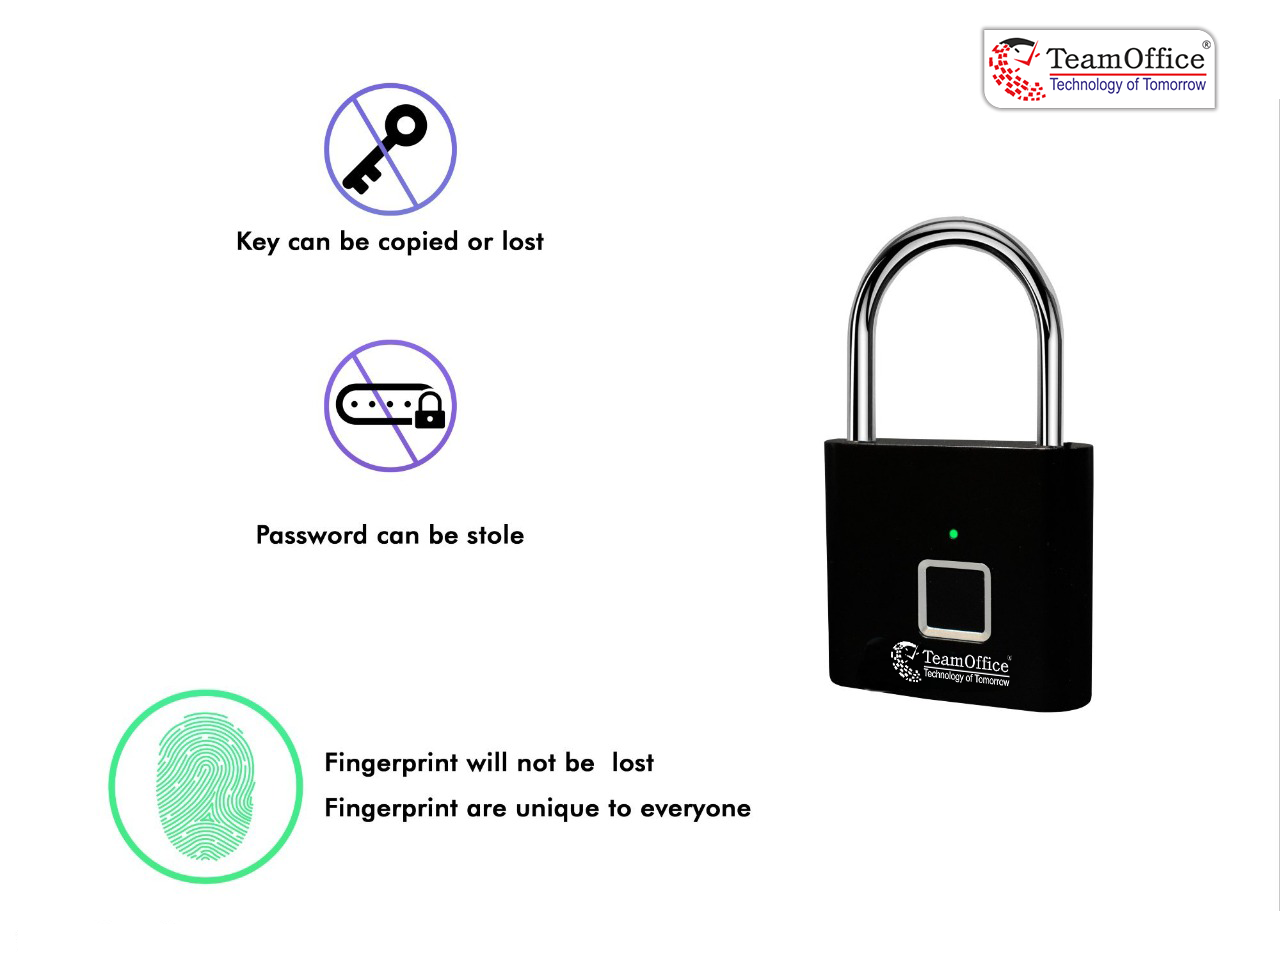 TeamOffice®
Technology of Tomorrow
Key can be copied or lost
Password can be stole
TeamOffice®
Technology of Tomorrow
Fingerprint will not be  lost
Fingerprint are unique to everyone